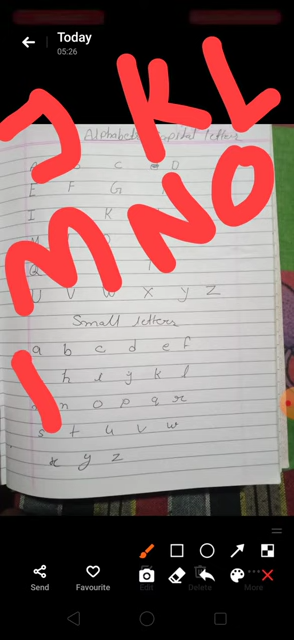 Today
05:26
J K L
Alphabets Capital letters
C D
E F G
I K
M N O
Q
U V W X Y Z
Small letters
a b c d e f
h i j k l
n o p q r
s t u v w
x y z
Send
Favourite
Edit
Delete
More